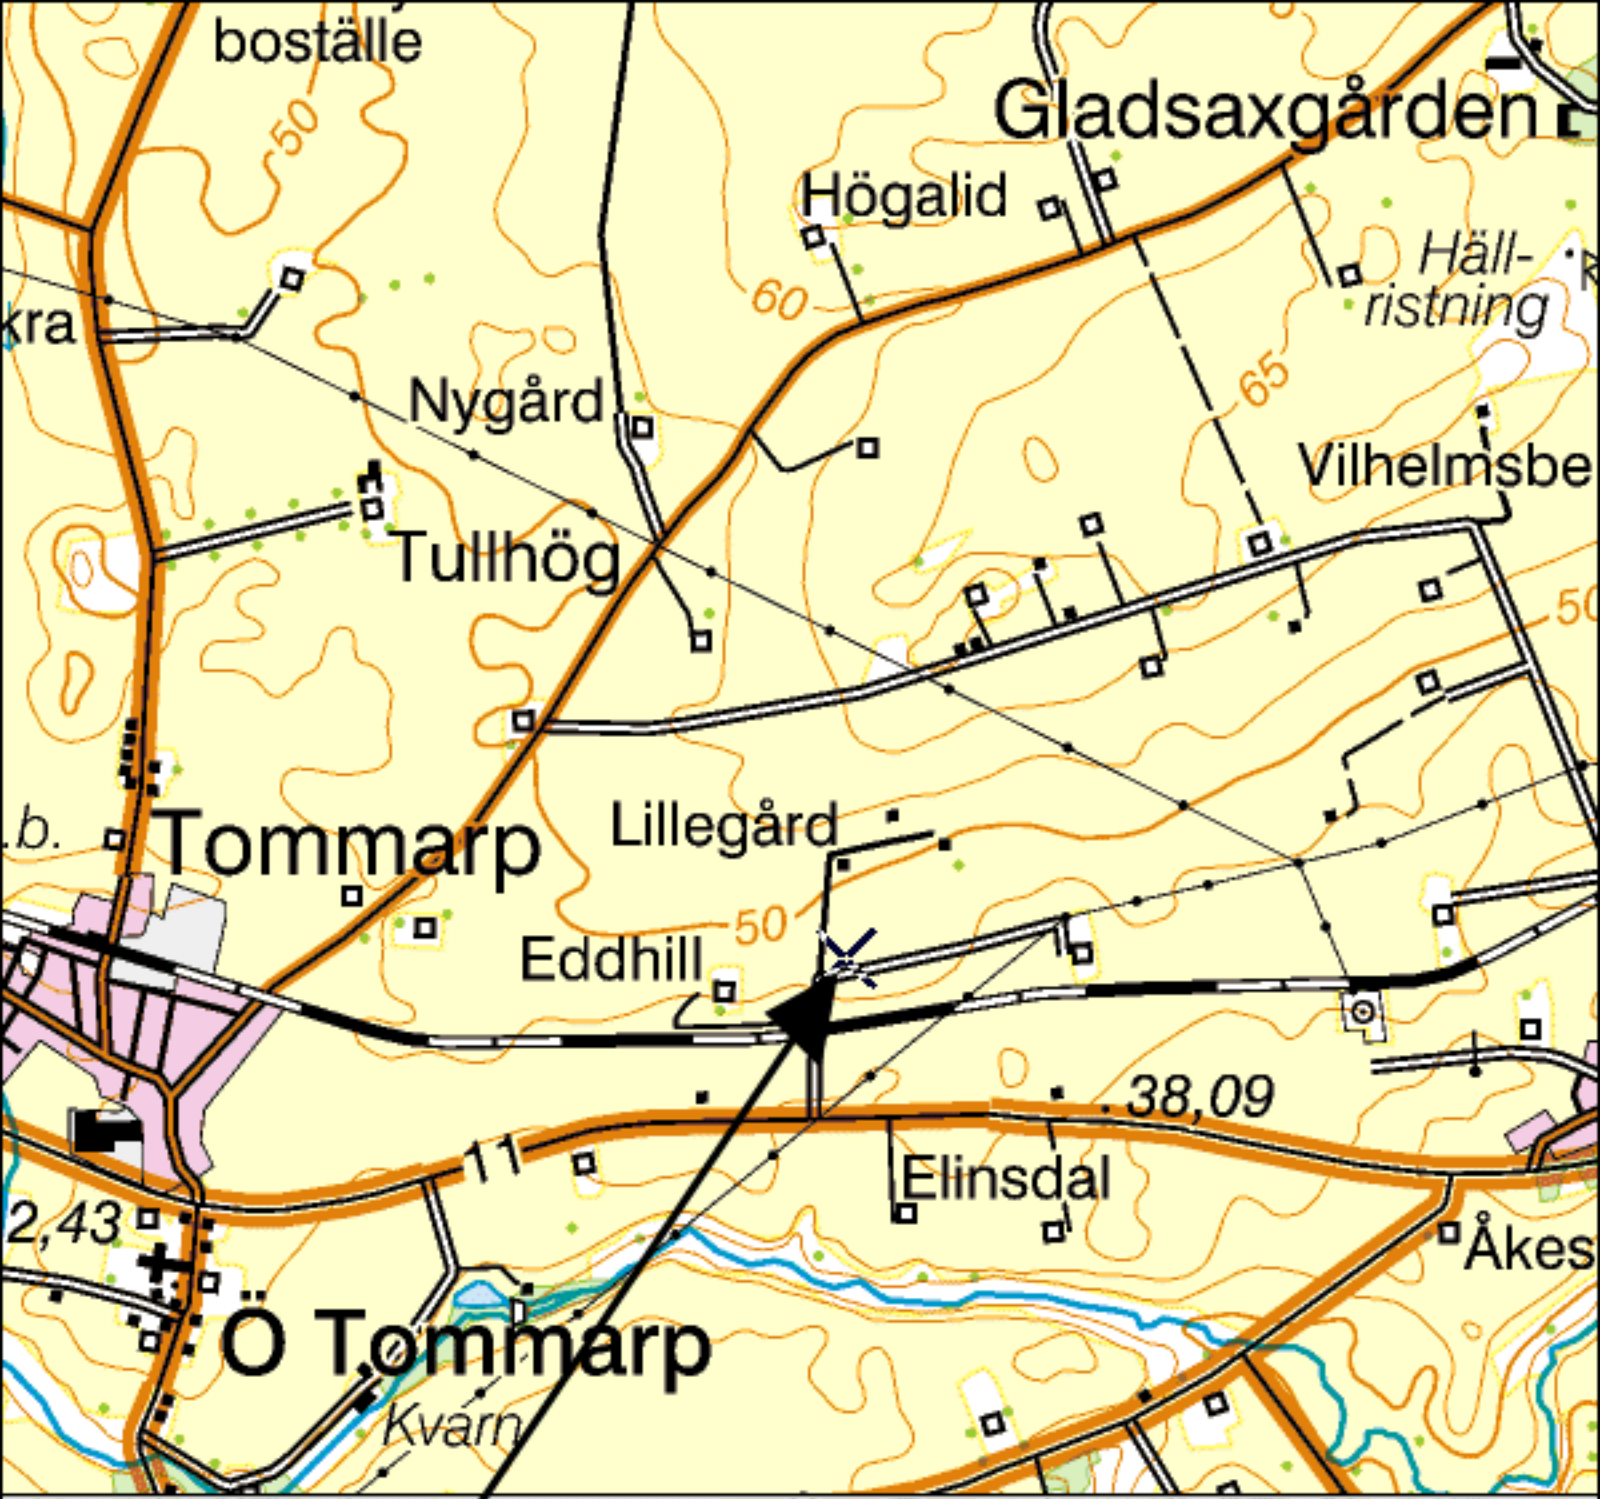 boställe
50
Gladsaxgården
Högalid
Häll-
ristning
60
kra
65
Nygård
Vilhelmsbe
Tullhög
50
Lillegård
.b.
Tommarp
50
Eddhill
38,09
11
Elinsdal
2,43
Åkes
Ö Tommarp
Kvarn